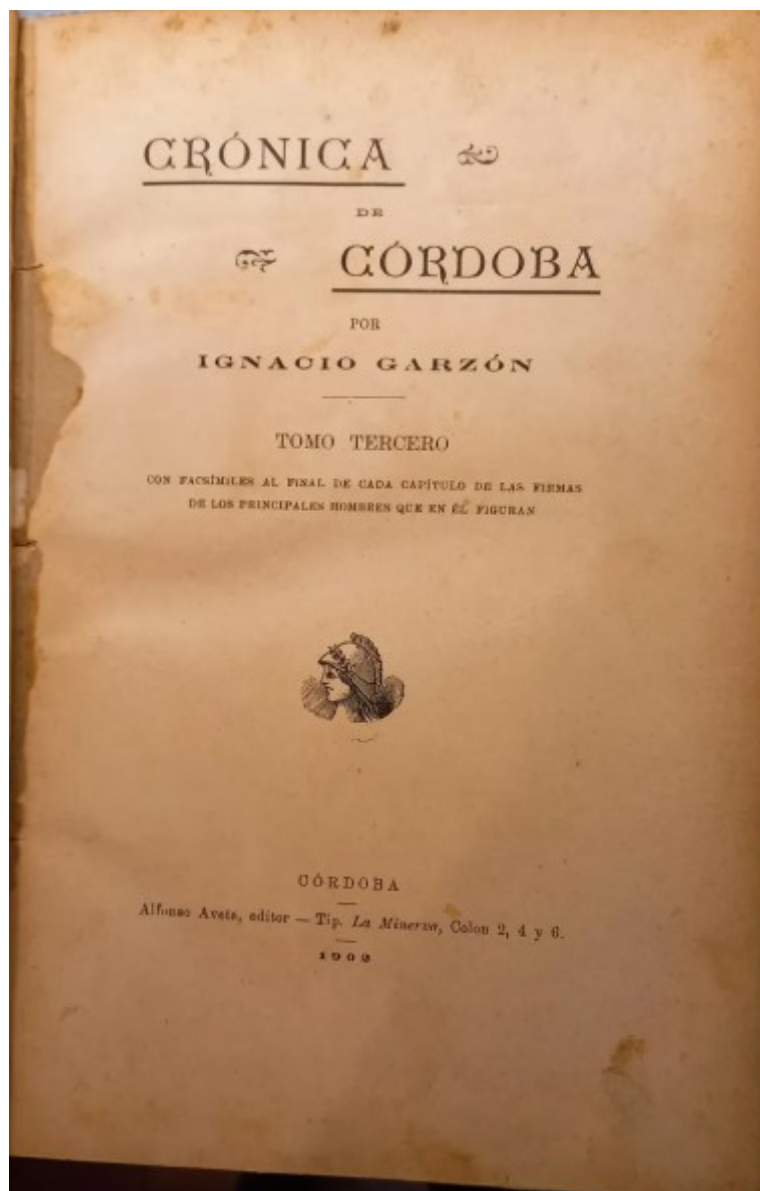 CRÓNICA
DE
CÓRDOBA
POR
IGNACIO GARZÓN
TOMO TERCERO
CON FACSÍMILES AL FINAL DE CADA CAPÍTULO DE LAS FIRMAS
DE LOS PRINCIPALES HOMBRES QUE EN ÉL FIGURAN
CÓRDOBA
Alfonso Aveta, editor — Tip. La Minerva, Colon 2, 4 y 6.
1902